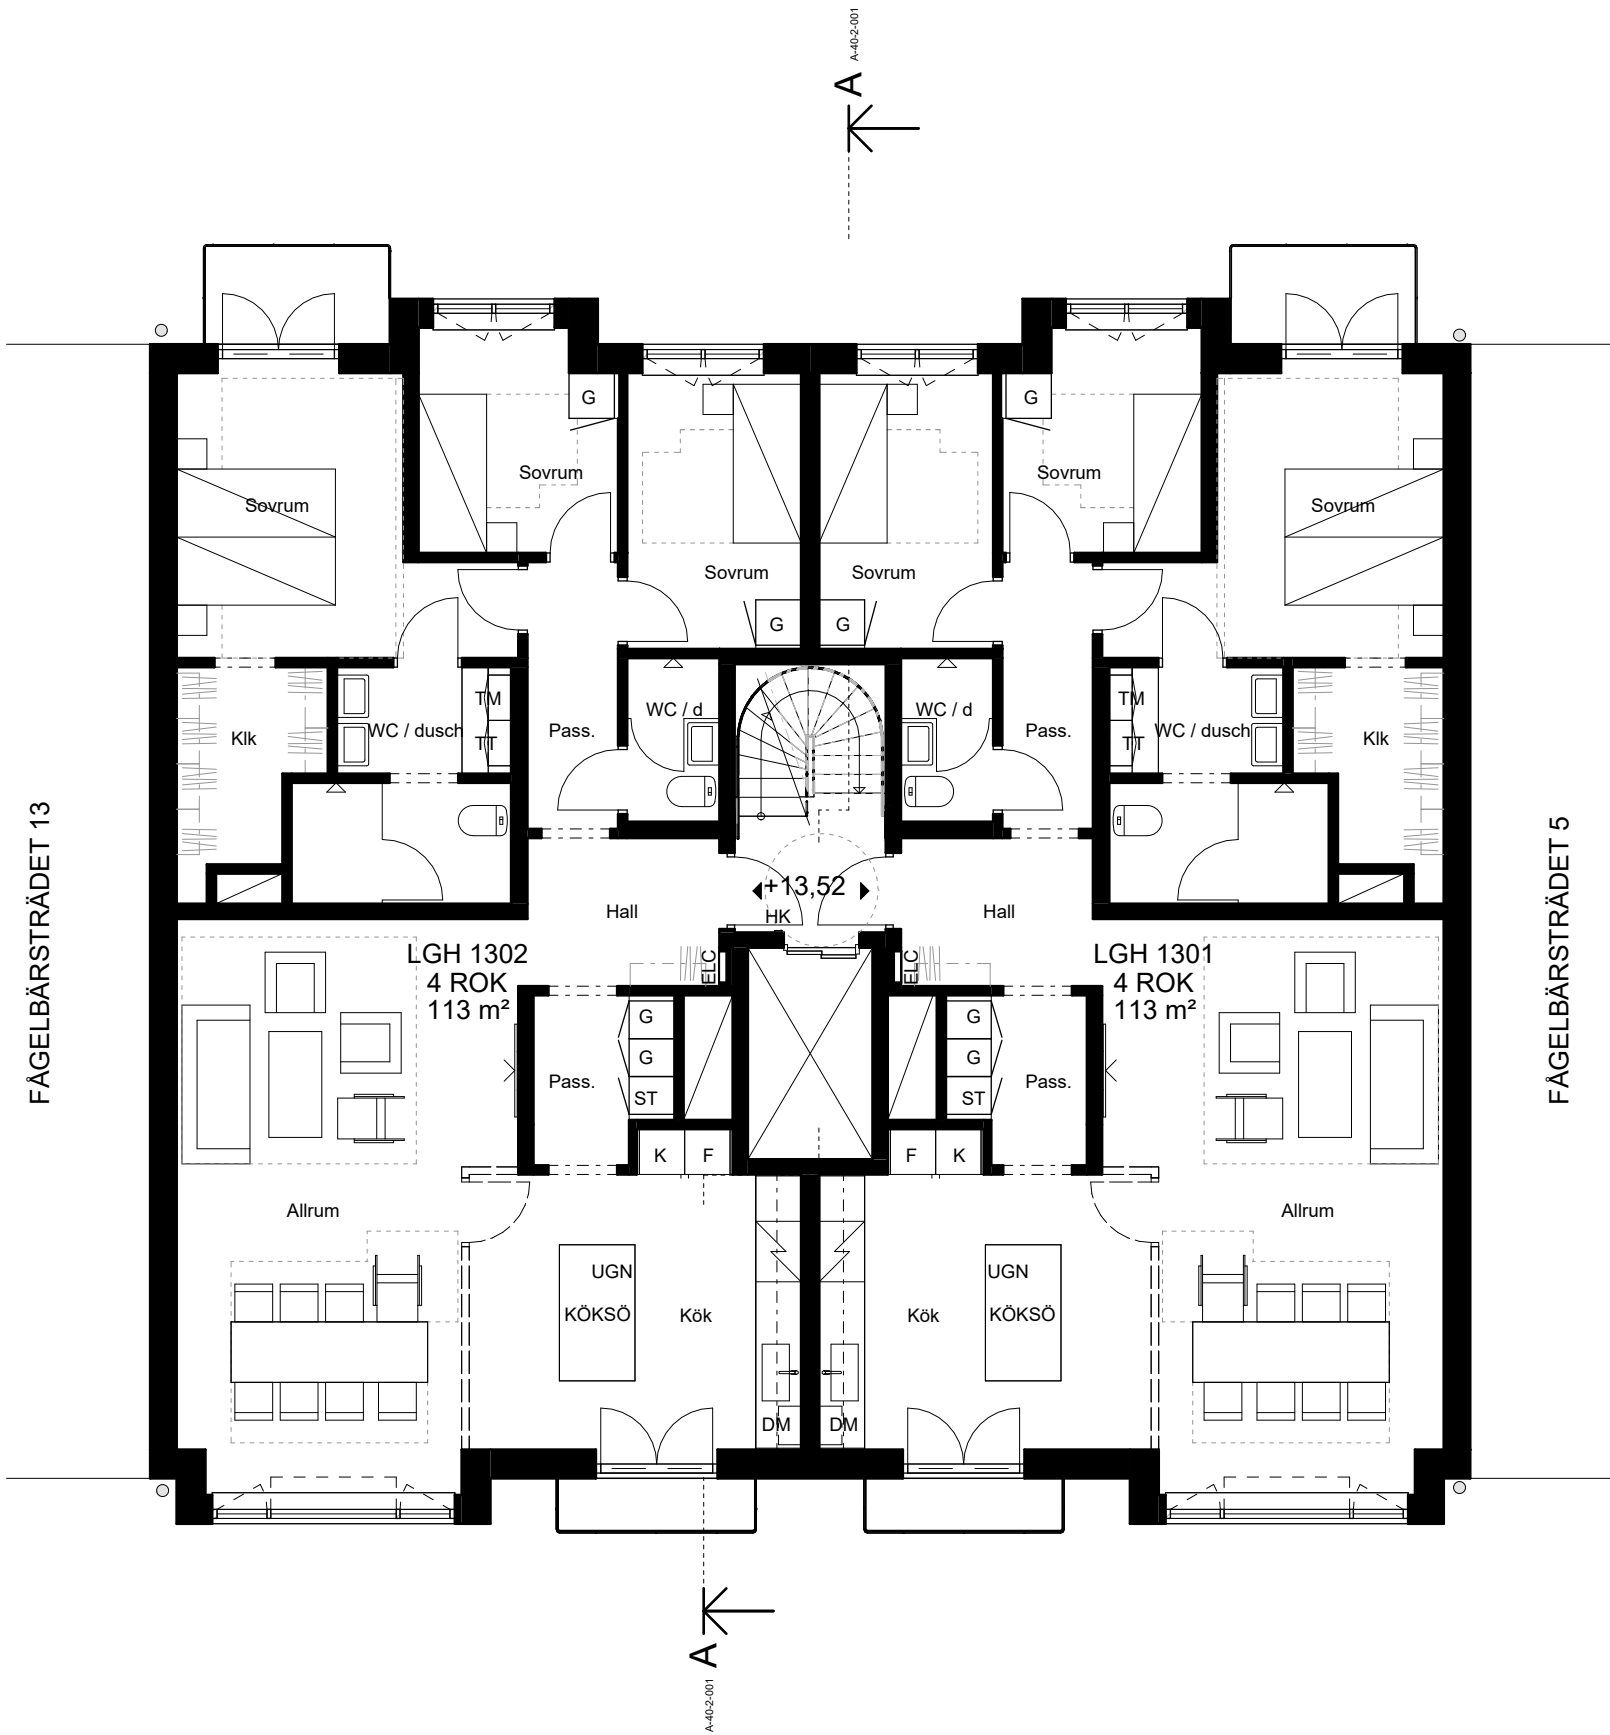 A-40-2-001
A
G
G
Sovrum
Sovrum
Sovrum
Sovrum
Sovrum
Sovrum
G
G
TM
TT
WC / dusch
Klk
Pass.
WC / d
WC / d
Pass.
TM
TT
WC / dusch
Klk
FÅGELBÄRSTRÄDET 13
FÅGELBÄRSTRÄDET 5
+13,52
HK
Hall
Hall
LGH 1302
4 ROK
113 m²
ELC
ELC
LGH 1301
4 ROK
113 m²
G
G
ST
Pass.
G
G
ST
Pass.
K
F
F
K
Allrum
Allrum
UGN
KÖKSÖ
Kök
Kök
UGN
KÖKSÖ
DM
DM
A
A-40-2-001